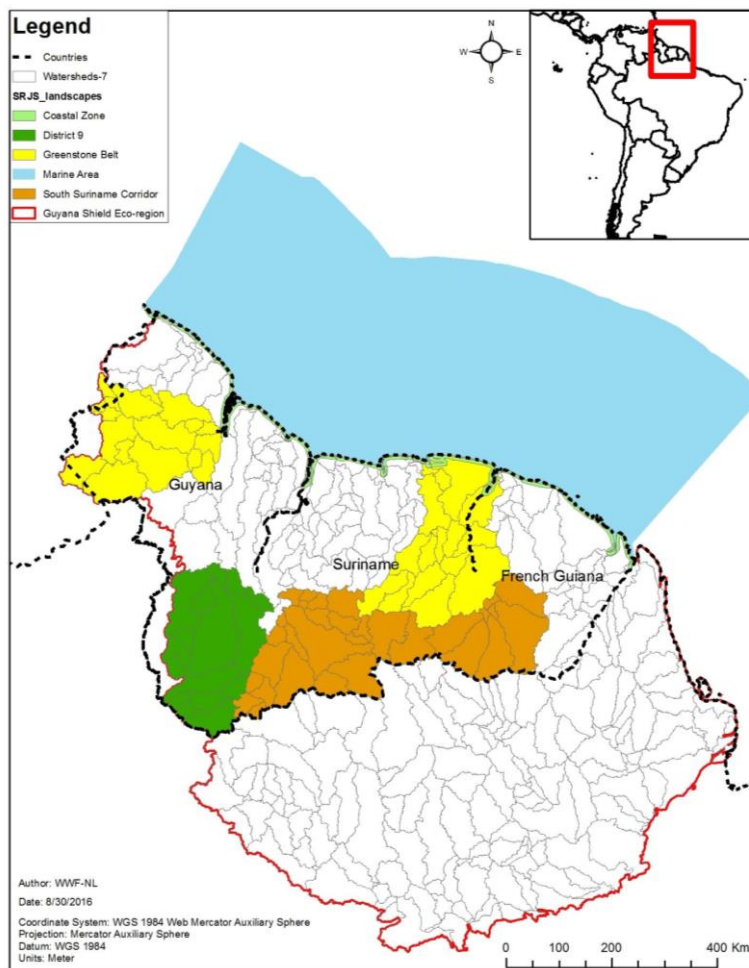 Legend
Countries
Watersheds-7
SRJS_landscapes
Coastal Zone
District 9
Greenstone Belt
Marine Area
South Suriname Corridor
Guyana Shield Eco-region
N
W E
S
Guyana
Suriname
French Guiana
Author: WWF-NL
Date: 8/30/2016
Coordinate System: WGS 1984 Web Mercator Auxiliary Sphere
Projection: Mercator Auxiliary Sphere
Datum: WGS 1984
Units: Meter
0 100 200 300 400 Km